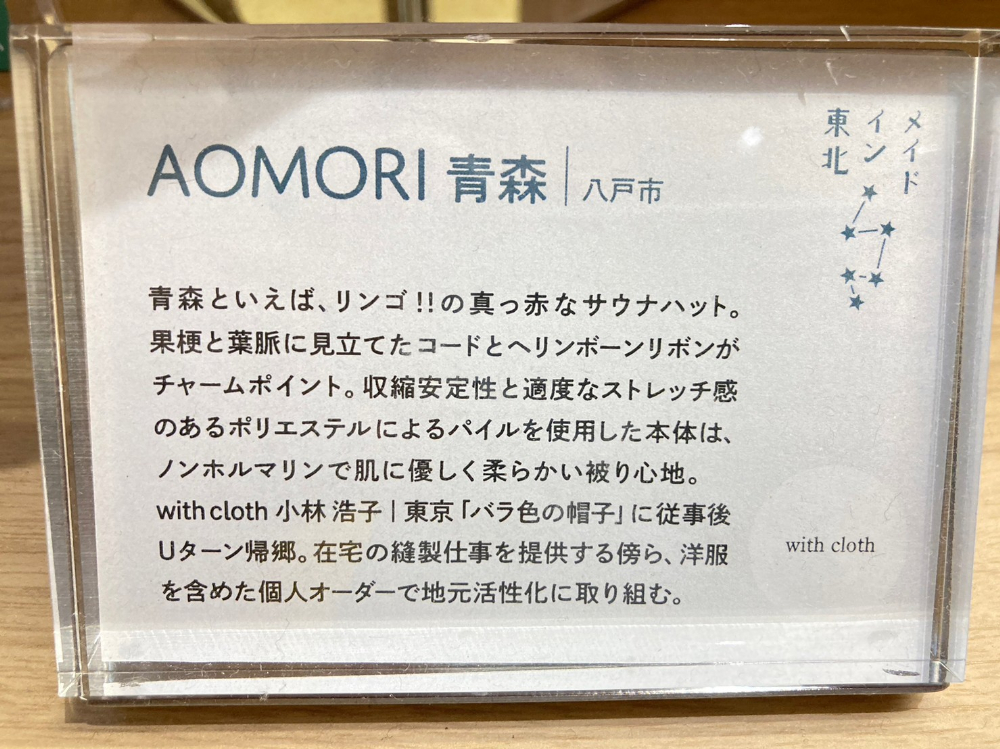 AOMORI 青森 | 八戸市
メイド
イン
東北
青森といえば、リンゴ!!の真っ赤なサウナハット。
果梗と葉脈に見立てたコードとヘリンボーンリボンが
チャームポイント。収縮安定性と適度なストレッチ感
のあるポリエステルによるパイルを使用した本体は、
ノンホルマリンで肌に優しく柔らかい被り心地。
with cloth 小林 浩子 | 東京「バラ色の帽子」に従事後
Uターン帰郷。在宅の縫製仕事を提供する傍ら、洋服
を含めた個人オーダーで地元活性化に取り組む。
with cloth